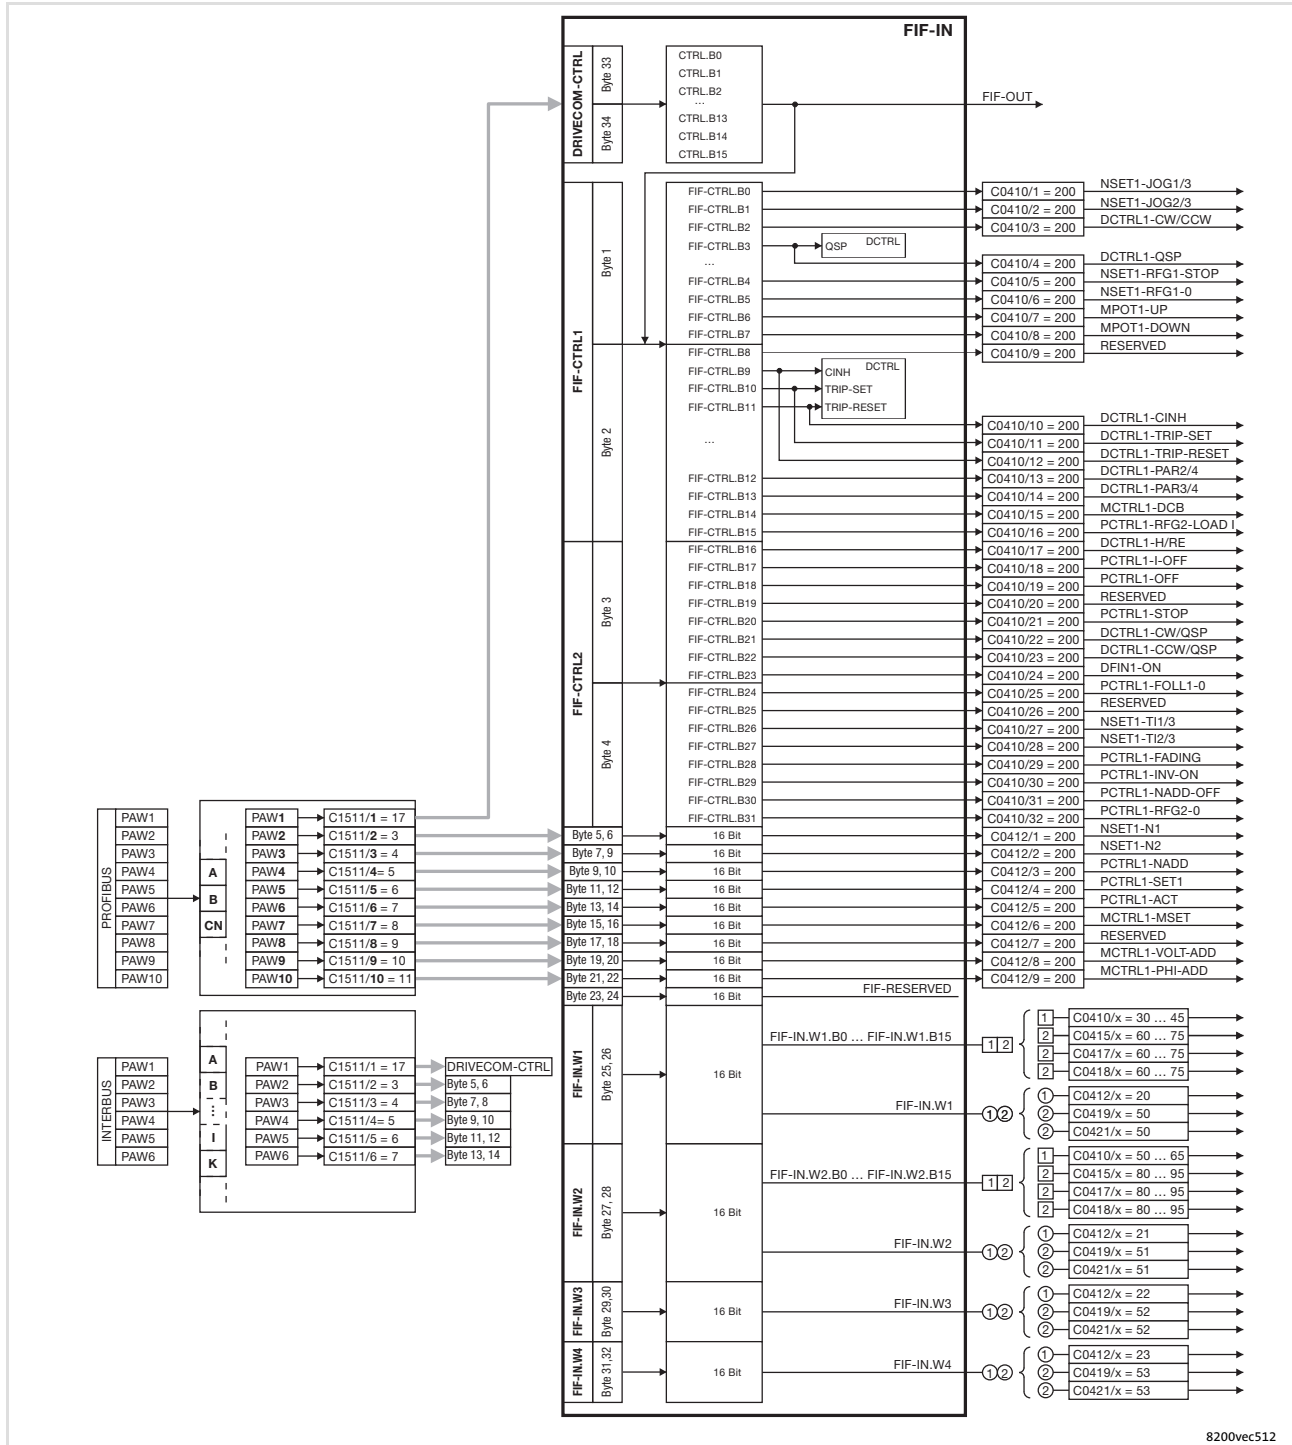 FIF-IN
DRIVECOM-CTRL
Byte 33
Byte 34
CTRL.B0
CTRL.B1
CTRL.B2
...
CTRL.B13
CTRL.B14
CTRL.B15
FIF-OUT
FIF-CTRL1
Byte 1
Byte 2
FIF-CTRL.B0
C0410/1 = 200
NSET1-JOG1/3
FIF-CTRL.B1
C0410/2 = 200
NSET1-JOG2/3
FIF-CTRL.B2
C0410/3 = 200
DCTRL1-CW/CCW
FIF-CTRL.B3
QSP DCTRL
...
C0410/4 = 200
DCTRL1-QSP
FIF-CTRL.B4
C0410/5 = 200
NSET1-RFG1-STOP
FIF-CTRL.B5
C0410/6 = 200
NSET1-RFG1-0
FIF-CTRL.B6
C0410/7 = 200
MPOT1-UP
FIF-CTRL.B7
C0410/8 = 200
MPOT1-DOWN
FIF-CTRL.B8
C0410/9 = 200
RESERVED
FIF-CTRL.B9
CINH DCTRL
FIF-CTRL.B10
TRIP-SET
FIF-CTRL.B11
TRIP-RESET
...
C0410/10 = 200
DCTRL1-CINH
C0410/11 = 200
DCTRL1-TRIP-SET
C0410/12 = 200
DCTRL1-TRIP-RESET
FIF-CTRL.B12
C0410/13 = 200
DCTRL1-PAR2/4
FIF-CTRL.B13
C0410/14 = 200
DCTRL1-PAR3/4
FIF-CTRL.B14
C0410/15 = 200
MCTRL1-DCB
FIF-CTRL.B15
C0410/16 = 200
PCTRL1-RFG2-LOAD I
FIF-CTRL2
Byte 3
Byte 4
FIF-CTRL.B16
C0410/17 = 200
DCTRL1-H/RE
FIF-CTRL.B17
C0410/18 = 200
PCTRL1-I-OFF
FIF-CTRL.B18
C0410/19 = 200
PCTRL1-OFF
FIF-CTRL.B19
C0410/20 = 200
RESERVED
FIF-CTRL.B20
C0410/21 = 200
PCTRL1-STOP
FIF-CTRL.B21
C0410/22 = 200
DCTRL1-CW/QSP
FIF-CTRL.B22
C0410/23 = 200
DCTRL1-CCW/QSP
FIF-CTRL.B23
C0410/24 = 200
DFIN1-ON
FIF-CTRL.B24
C0410/25 = 200
PCTRL1-FOLL1-0
FIF-CTRL.B25
C0410/26 = 200
RESERVED
FIF-CTRL.B26
C0410/27 = 200
NSET1-TI1/3
FIF-CTRL.B27
C0410/28 = 200
NSET1-TI2/3
FIF-CTRL.B28
C0410/29 = 200
PCTRL1-FADING
FIF-CTRL.B29
C0410/30 = 200
PCTRL1-INV-ON
FIF-CTRL.B30
C0410/31 = 200
PCTRL1-NADD-OFF
FIF-CTRL.B31
C0410/32 = 200
PCTRL1-RFG2-0
PROFIBUS
PAW1
PAW2
PAW3
PAW4
PAW5
PAW6
PAW7
PAW8
PAW9
PAW10
A
B
CN
PAW1 C1511/1 = 17
PAW2 C1511/2 = 3
PAW3 C1511/3 = 4
PAW4 C1511/4= 5
PAW5 C1511/5 = 6
PAW6 C1511/6 = 7
PAW7 C1511/7 = 8
PAW8 C1511/8 = 9
PAW9 C1511/9 = 10
PAW10 C1511/10 = 11
Byte 5, 6 16 Bit C0412/1 = 200 NSET1-N1
Byte 7, 9 16 Bit C0412/2 = 200 NSET1-N2
Byte 9, 10 16 Bit C0412/3 = 200 PCTRL1-NADD
Byte 11, 12 16 Bit C0412/4 = 200 PCTRL1-SET1
Byte 13, 14 16 Bit C0412/5 = 200 PCTRL1-ACT
Byte 15, 16 16 Bit C0412/6 = 200 MCTRL1-MSET
Byte 17, 18 16 Bit C0412/7 = 200 RESERVED
Byte 19, 20 16 Bit C0412/8 = 200 MCTRL1-VOLT-ADD
Byte 21, 22 16 Bit C0412/9 = 200 MCTRL1-PHI-ADD
Byte 23, 24 16 Bit FIF-RESERVED
INTERBUS
PAW1
PAW2
PAW3
PAW4
PAW5
PAW6
A
B
...
I
K
PAW1 C1511/1 = 17 DRIVECOM-CTRL
PAW2 C1511/2 = 3 Byte 5, 6
PAW3 C1511/3 = 4 Byte 7, 8
PAW4 C1511/4= 5 Byte 9, 10
PAW5 C1511/5 = 6 Byte 11, 12
PAW6 C1511/6 = 7 Byte 13, 14
FIF-IN.W1
Byte 25, 26
16 Bit
FIF-IN.W1.B0 ... FIF-IN.W1.B15
1 2
1 C0410/x = 30 ... 45
2 C0415/x = 60 ... 75
2 C0417/x = 60 ... 75
2 C0418/x = 60 ... 75
FIF-IN.W1
1 2
1 C0412/x = 20
2 C0419/x = 50
2 C0421/x = 50
FIF-IN.W2
Byte 27, 28
16 Bit
FIF-IN.W2.B0 ... FIF-IN.W2.B15
1 2
1 C0410/x = 50 ... 65
2 C0415/x = 80 ... 95
2 C0417/x = 80 ... 95
2 C0418/x = 80 ... 95
FIF-IN.W2
1 2
1 C0412/x = 21
2 C0419/x = 51
2 C0421/x = 51
FIF-IN.W3
Byte 29,30
16 Bit
FIF-IN.W3
1 2
1 C0412/x = 22
2 C0419/x = 52
2 C0421/x = 52
FIF-IN.W4
Byte 31,32
16 Bit
FIF-IN.W4
1 2
1 C0412/x = 23
2 C0419/x = 53
2 C0421/x = 53
8200vec512